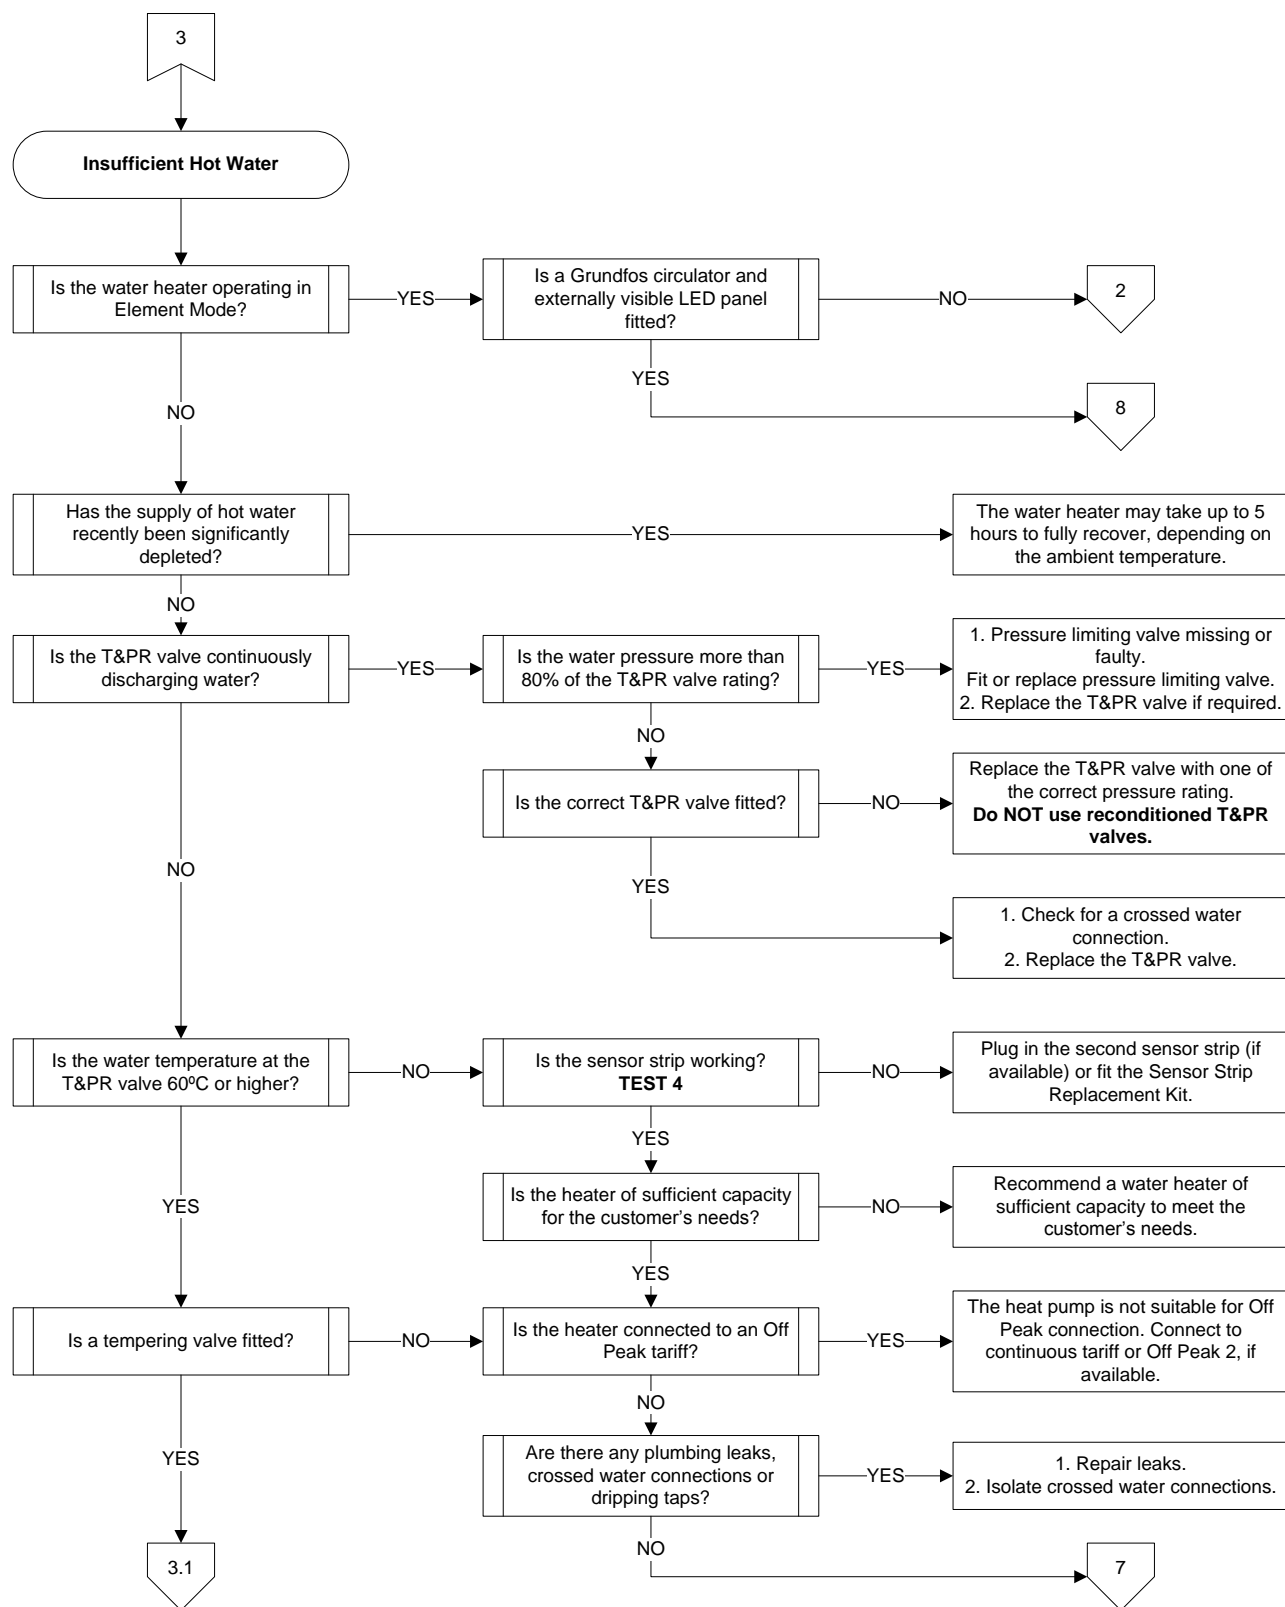 3
Insufficient Hot Water
Is the water heater operating in
Element Mode?
YES
Is a Grundfos circulator and
externally visible LED panel
fitted?
NO
2
YES
8
NO
Has the supply of hot water
recently been significantly
depleted?
YES
The water heater may take up to 5
hours to fully recover, depending on
the ambient temperature.
NO
Is the T&PR valve continuously
discharging water?
YES
Is the water pressure more than
80% of the T&PR valve rating?
YES
1. Pressure limiting valve missing or
faulty.
Fit or replace pressure limiting valve.
2. Replace the T&PR valve if required.
NO
Is the correct T&PR valve fitted?
NO
Replace the T&PR valve with one of
the correct pressure rating.
Do NOT use reconditioned T&PR
valves.
NO
YES
1. Check for a crossed water
connection.
2. Replace the T&PR valve.
Is the water temperature at the
T&PR valve 60ºC or higher?
NO
Is the sensor strip working?
TEST 4
NO
Plug in the second sensor strip (if
available) or fit the Sensor Strip
Replacement Kit.
YES
YES
Is the heater of sufficient capacity
for the customer’s needs?
NO
Recommend a water heater of
sufficient capacity to meet the
customer’s needs.
YES
Is a tempering valve fitted?
NO
Is the heater connected to an Off
Peak tariff?
YES
The heat pump is not suitable for Off
Peak connection. Connect to
continuous tariff or Off Peak 2, if
available.
NO
YES
Are there any plumbing leaks,
crossed water connections or
dripping taps?
YES
1. Repair leaks.
2. Isolate crossed water connections.
NO
3.1
7